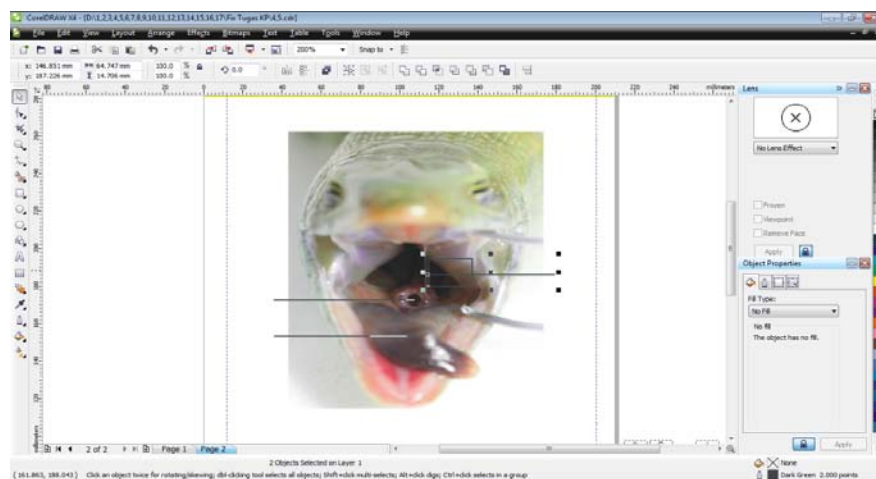 CorelDRAW X4 - [D:\1,2,3,4,5,6,7,8,9,10,11,12,13,14,15,16,17\Fix Tugas KP\4,5.cdr]
File Edit View Layout Arrange Effects Bitmaps Text Table Tools Window Help
200% Snap to
x: 146.851 mm 64.747 mm 100.0 % 0.0
y: 187.226 mm 14.706 mm 100.0 %
millimeters
Lens
No Lens Effect
Frozen
Viewpoint
Remove Face
Apply
Object Properties
Fill Type:
No Fill
No fill
The object has no fill.
Apply
2 of 2 Page 1 Page 2
2 Objects Selected on Layer 1
( 161.863, 188.043 ) Click an object twice for rotating/skewing; dbl-clicking tool selects all objects; Shift+click multi-selects; Alt+click digs; Ctrl+click selects in a group
None
Dark Green 2.000 points